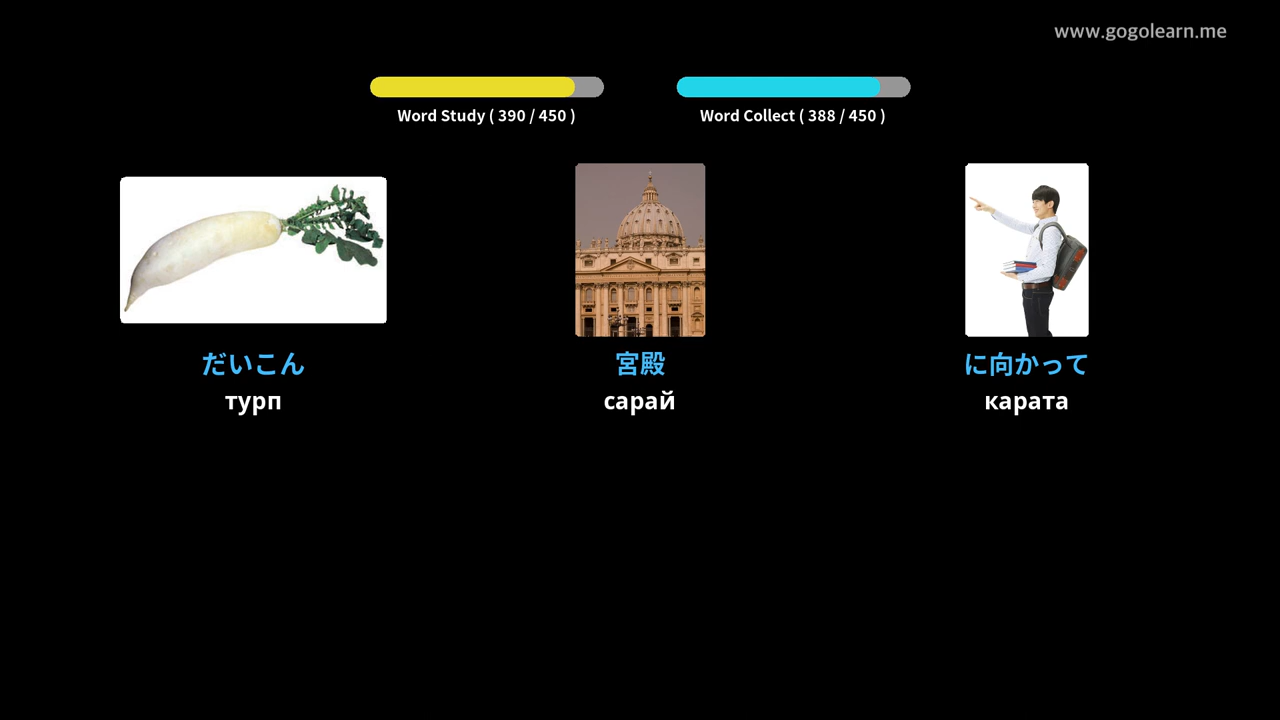 www.gogolearn.me
Word Study ( 390 / 450 )
Word Collect ( 388 / 450 )
だいこん
турп
宮殿
сарай
に向かって
карата